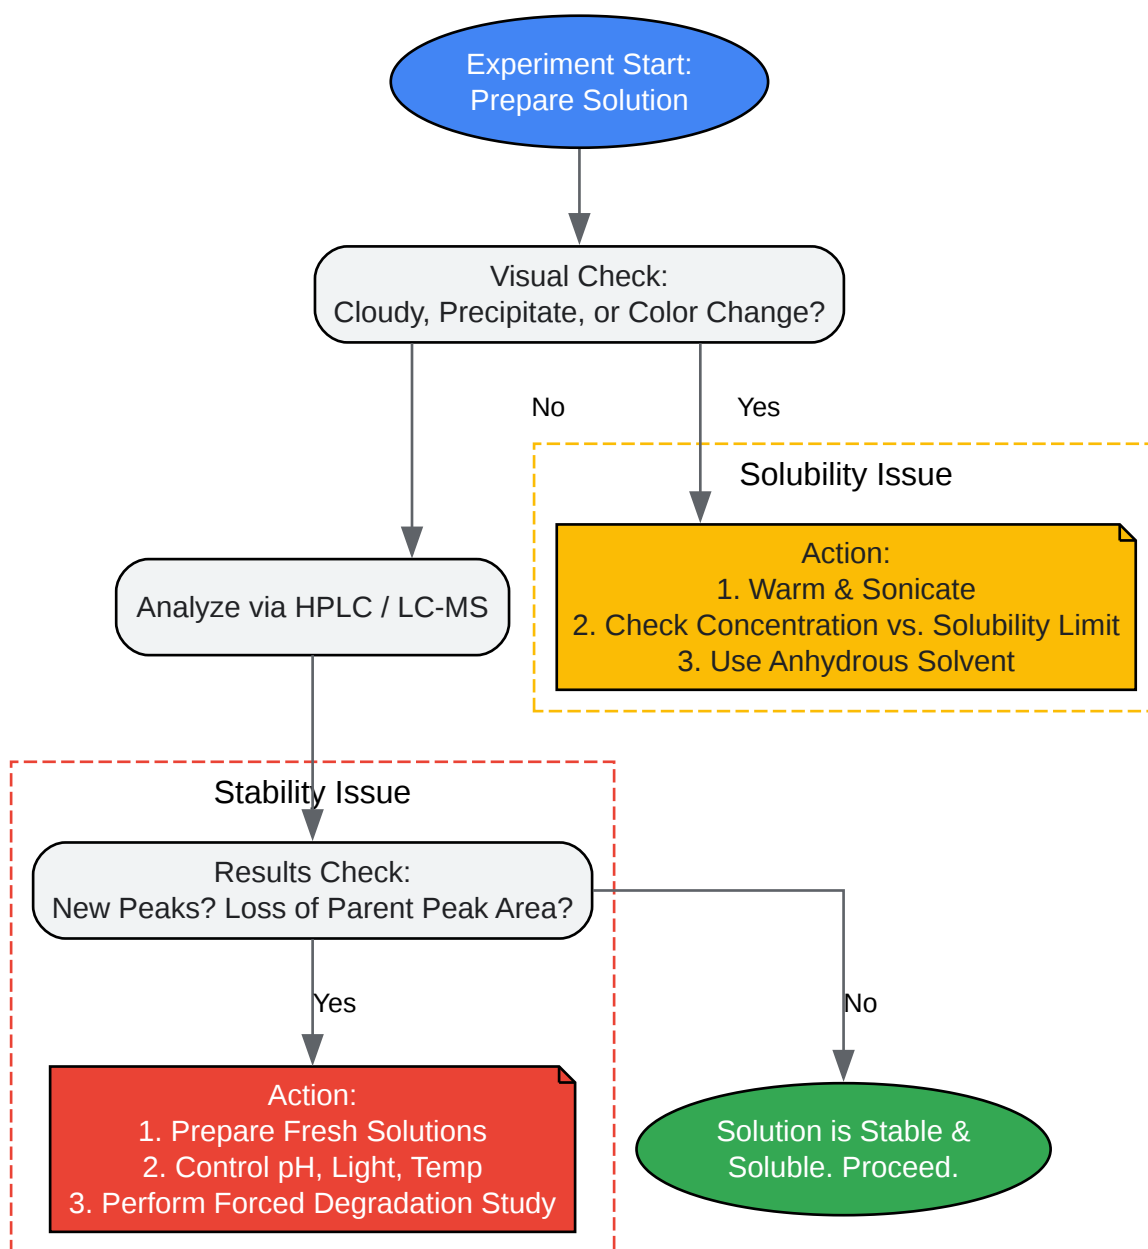 Experiment Start:
Prepare Solution
Visual Check:
Cloudy, Precipitate, or Color Change?
No
Yes
Solubility Issue
Action:
1. Warm & Sonicate
2. Check Concentration vs. Solubility Limit
3. Use Anhydrous Solvent
Analyze via HPLC / LC-MS
Stability Issue
Results Check:
New Peaks? Loss of Parent Peak Area?
Yes
No
Action:
1. Prepare Fresh Solutions
2. Control pH, Light, Temp
3. Perform Forced Degradation Study
Solution is Stable &
Soluble. Proceed.